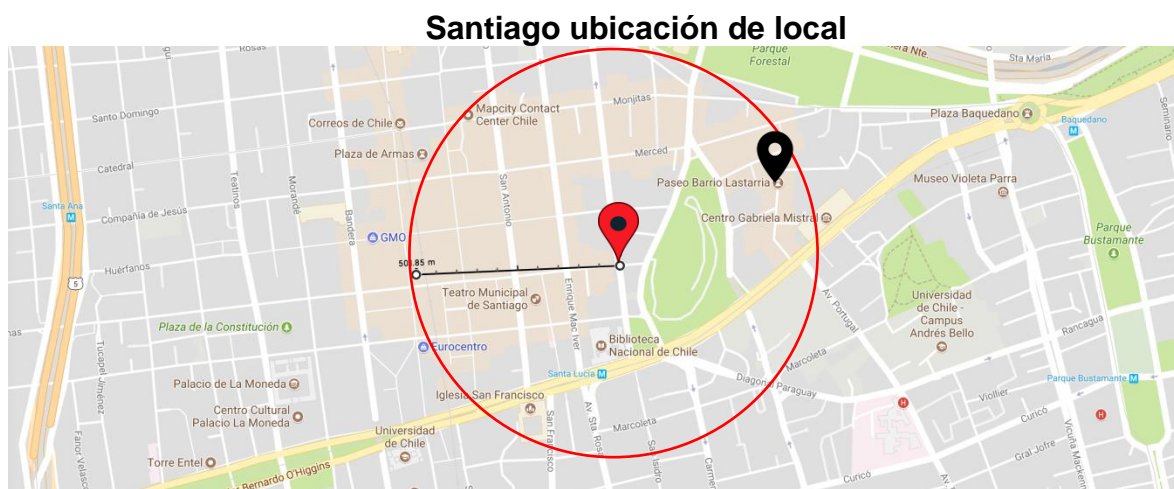 Santiago ubicación de local
Rosas
Parque
Forestal
Sta María
Monjitas
Mapcity Contact
Center Chile
Santo Domingo
Correos de Chile
Plaza Baquedano
Baquedano
Seminario
Merced
Plaza de Armas
Catedral
Teatinos
Morandé
San Antonio
Paseo Barrio Lastarria
Museo Violeta Parra
Santa Ana
Compañía de Jesús
Bandera
GMO
Centro Gabriela Mistral
Parque
Bustamante
Huérfanos
5
Enrique Mac Iver
Teatro Municipal
de Santiago
Av. Portugal
Universidad
de Chile -
Campus
Andrés Bello
Rancagua
Plaza de la Constitución
Biblioteca
Nacional de Chile
Eurocentro
Tucapel Jiménez
Marcoleta
Santa Lucía
Diagonal Paraguay
Parque Bustamante
Palacio de La Moneda
Iglesia San Francisco
Viollier
Curicó
Centro Cultural
Palacio La Moneda
Universidad
de Chile
San Francisco
Av. Sta Rosa
Marcoleta
Torre Entel
Fanor Velasco
Bernardo O'Higgins
Curicó
Gral Jofre
Vicuña Mackenna